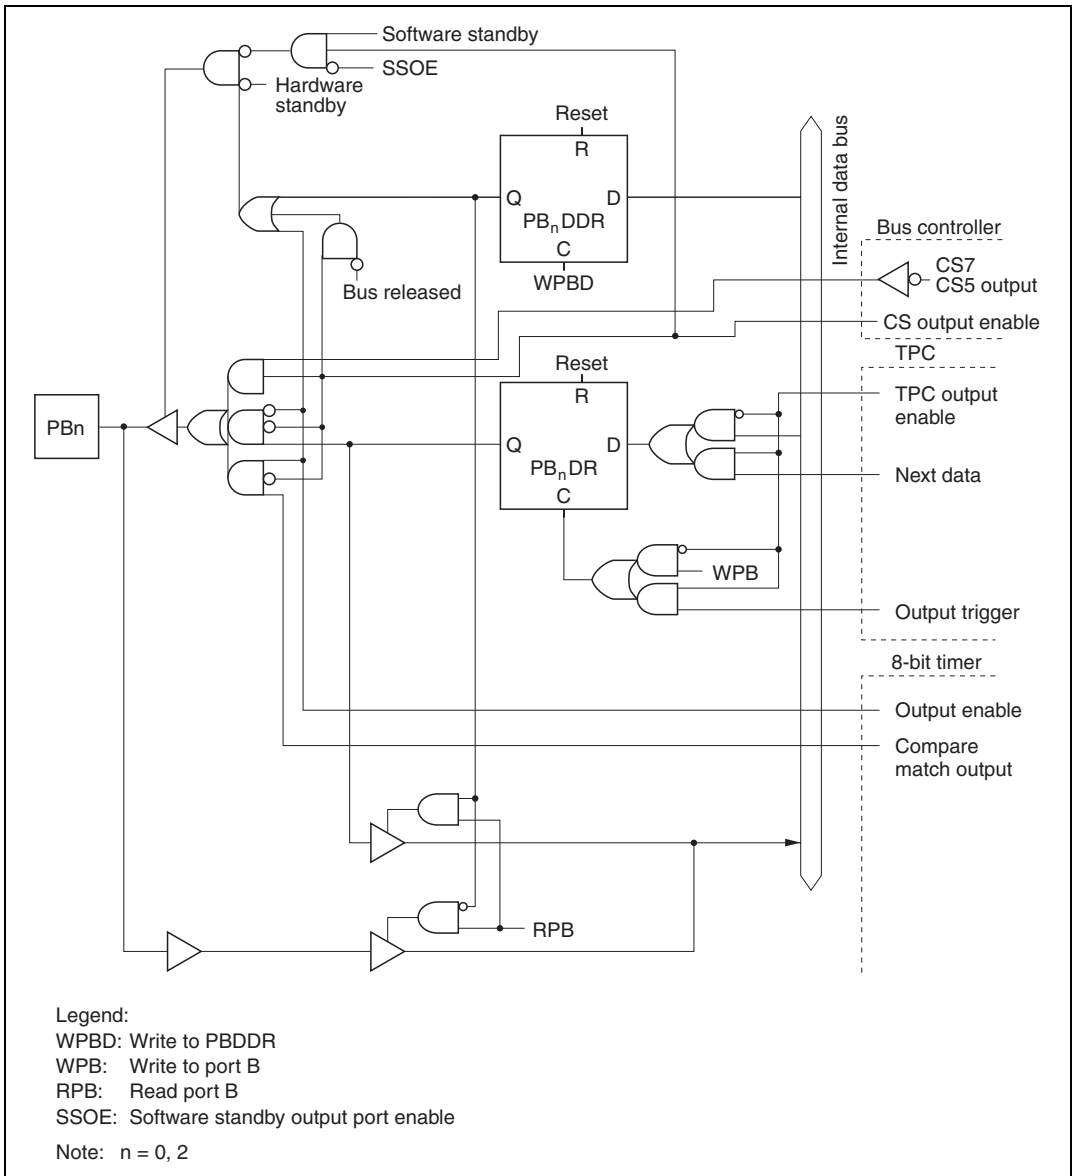 Software standby
SSOE
Hardware
standby
Reset
R
Q
D
PBnDDR
C
WPBD
Internal data bus
Bus released
Bus controller
CS7
CS5 output
CS output enable
TPC
Reset
R
Q
D
PBnDR
C
TPC output
enable
PBn
Next data
WPB
Output trigger
8-bit timer
Output enable
Compare
match output
RPB
Legend:
WPBD: Write to PBDDR
WPB: Write to port B
RPB: Read port B
SSOE: Software standby output port enable
Note: n = 0, 2